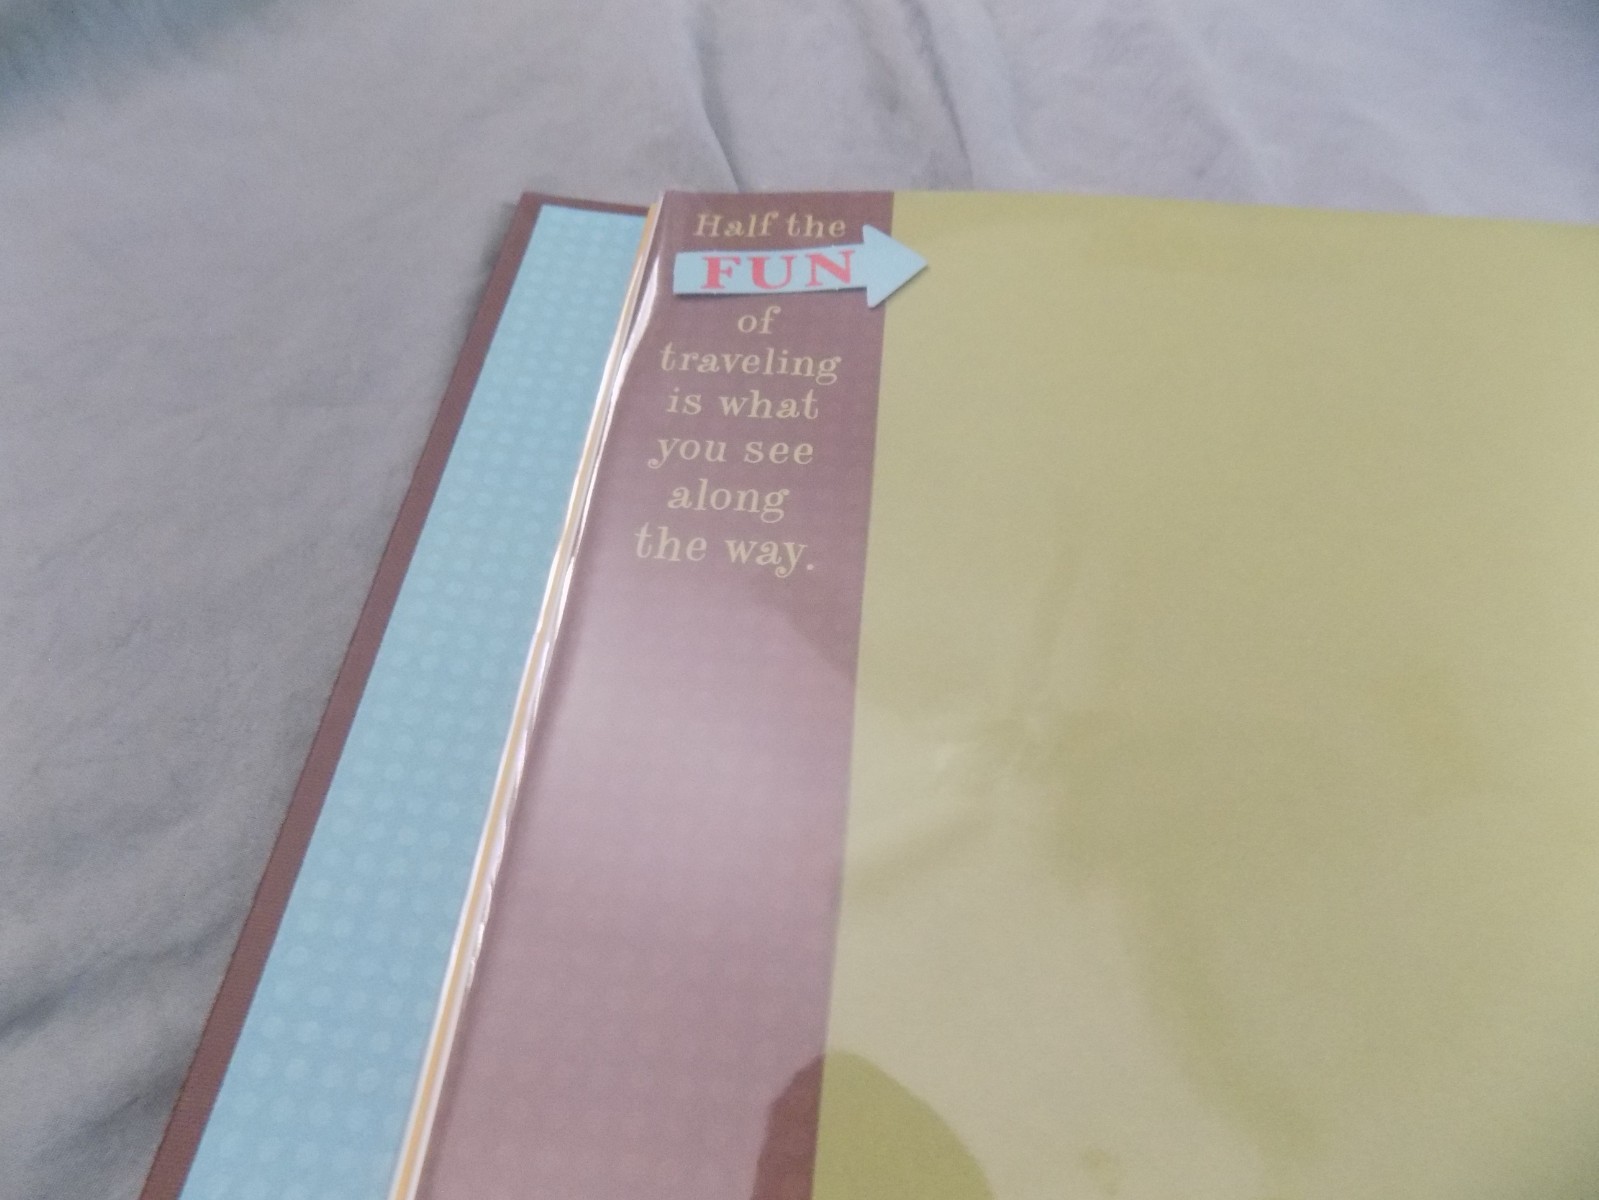 Half the
FUN
of
traveling
is what
you see
along
the way.